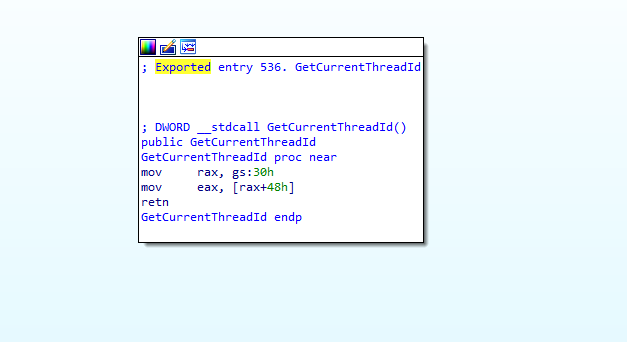 ; Exported entry 536. GetCurrentThreadId
; DWORD __stdcall GetCurrentThreadId()
public GetCurrentThreadId
GetCurrentThreadId proc near
mov     rax, gs:30h
mov     eax, [rax+48h]
retn
GetCurrentThreadId endp